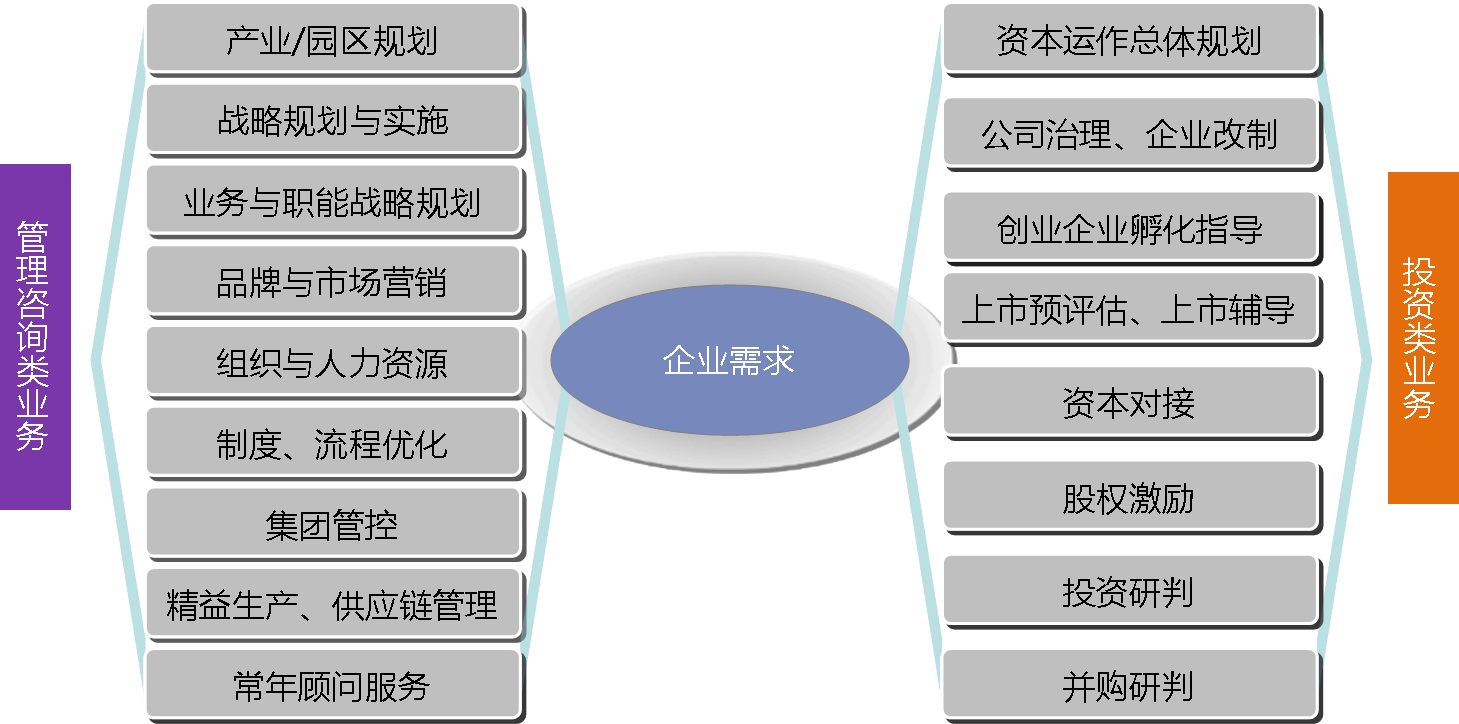 管理咨询类业务
产业/园区规划
战略规划与实施
业务与职能战略规划
品牌与市场营销
组织与人力资源
制度、流程优化
集团管控
精益生产、供应链管理
常年顾问服务
企业需求
资本运作总体规划
公司治理、企业改制
创业企业孵化指导
上市预评估、上市辅导
资本对接
股权激励
投资研判
并购研判
投资类业务